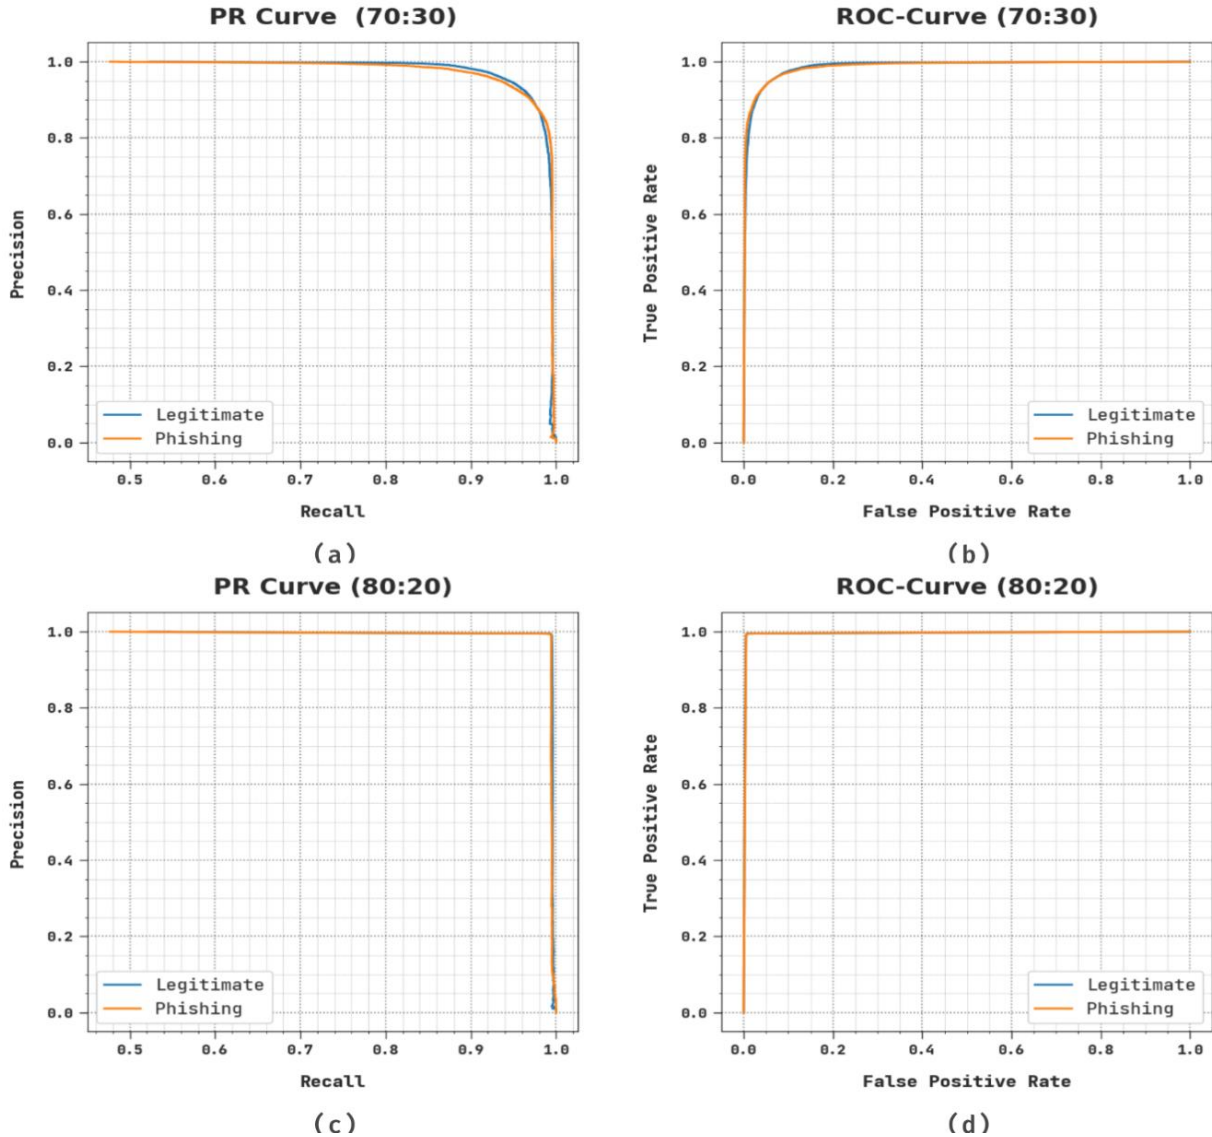 PR Curve (70:30)
1.0
0.8
0.6
0.4
0.2
0.0
Precision
Legitimate
Phishing
0.5 0.6 0.7 0.8 0.9 1.0
Recall
(a)
ROC-Curve (70:30)
1.0
0.8
0.6
0.4
0.2
0.0
True Positive Rate
Legitimate
Phishing
0.0 0.2 0.4 0.6 0.8 1.0
False Positive Rate
(b)
PR Curve (80:20)
1.0
0.8
0.6
0.4
0.2
0.0
Precision
Legitimate
Phishing
0.5 0.6 0.7 0.8 0.9 1.0
Recall
(c)
ROC-Curve (80:20)
1.0
0.8
0.6
0.4
0.2
0.0
True Positive Rate
Legitimate
Phishing
0.0 0.2 0.4 0.6 0.8 1.0
False Positive Rate
(d)